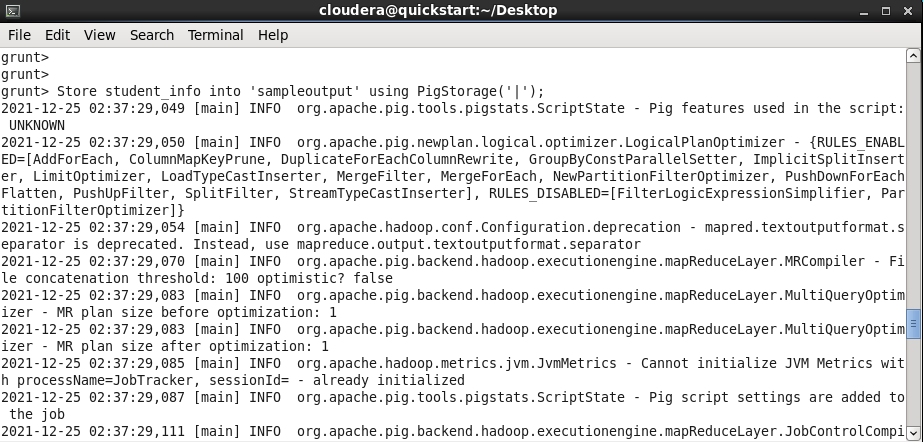 cloudera@quickstart:~/Desktop
File Edit View Search Terminal Help
grunt>
grunt>
grunt> Store student_info into 'sampleoutput' using PigStorage('|');
2021-12-25 02:37:29,049 [main] INFO  org.apache.pig.tools.pigstats.ScriptState - Pig features used in the script:
 UNKNOWN
2021-12-25 02:37:29,050 [main] INFO  org.apache.pig.newplan.logical.optimizer.LogicalPlanOptimizer - {RULES_ENABL
ED=[AddForEach, ColumnMapKeyPrune, DuplicateForEachColumnRewrite, GroupByConstParallelSetter, ImplicitSplitInsert
er, LimitOptimizer, LoadTypeCastInserter, MergeFilter, MergeForEach, NewPartitionFilterOptimizer, PushDownForEach
Flatten, PushUpFilter, SplitFilter, StreamTypeCastInserter], RULES_DISABLED=[FilterLogicExpressionSimplifier, Par
titionFilterOptimizer]}
2021-12-25 02:37:29,054 [main] INFO  org.apache.hadoop.conf.Configuration.deprecation - mapred.textoutputformat.s
eparator is deprecated. Instead, use mapreduce.output.textoutputformat.separator
2021-12-25 02:37:29,070 [main] INFO  org.apache.pig.backend.hadoop.executionengine.mapReduceLayer.MRCompiler - Fi
le concatenation threshold: 100 optimistic? false
2021-12-25 02:37:29,083 [main] INFO  org.apache.pig.backend.hadoop.executionengine.mapReduceLayer.MultiQueryOptim
izer - MR plan size before optimization: 1
2021-12-25 02:37:29,083 [main] INFO  org.apache.pig.backend.hadoop.executionengine.mapReduceLayer.MultiQueryOptim
izer - MR plan size after optimization: 1
2021-12-25 02:37:29,085 [main] INFO  org.apache.hadoop.metrics.jvm.JvmMetrics - Cannot initialize JVM Metrics wit
h processName=JobTracker, sessionId= - already initialized
2021-12-25 02:37:29,087 [main] INFO  org.apache.pig.tools.pigstats.ScriptState - Pig script settings are added to
 the job
2021-12-25 02:37:29,111 [main] INFO  org.apache.pig.backend.hadoop.executionengine.mapReduceLayer.JobControlCompi